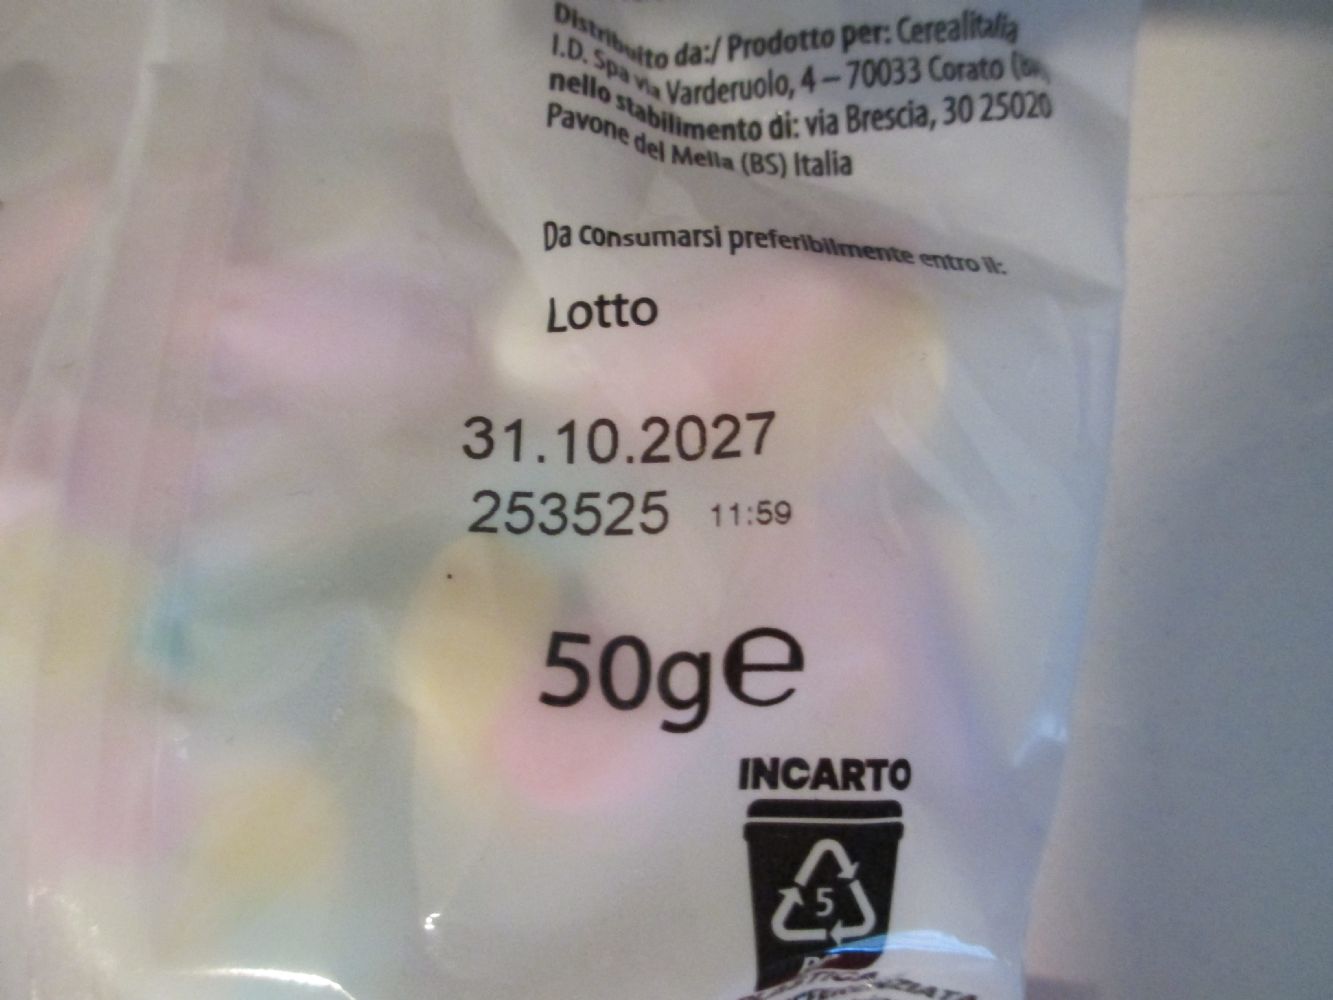 Distribuito da:/ Prodotto per: Cerealitalia
I.D. Spa via Varderuolo, 4 – 70033 Corato
nello stabilimento di: via Brescia, 30 25020
Pavone del Mella (BS) Italia
Da consumarsi preferibilmente entro il:
Lotto
31.10.2027
253525 11:59
50g℮
INCARTO
5